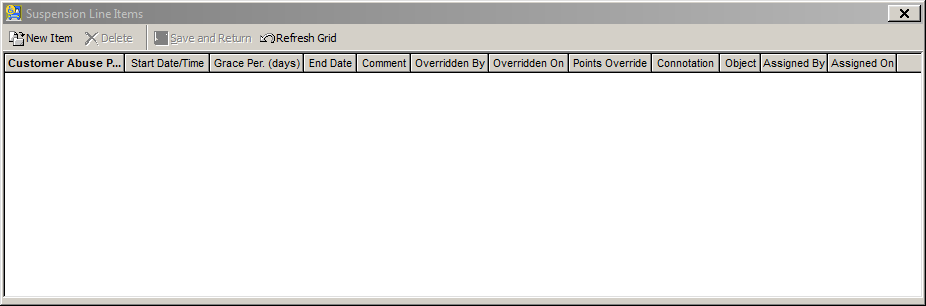 Suspension Line Items
New Item Delete Save and Return Refresh Grid
Customer Abuse P... Start Date/Time Grace Per. (days) End Date Comment Overridden By Overridden On Points Override Connotation Object Assigned By Assigned On